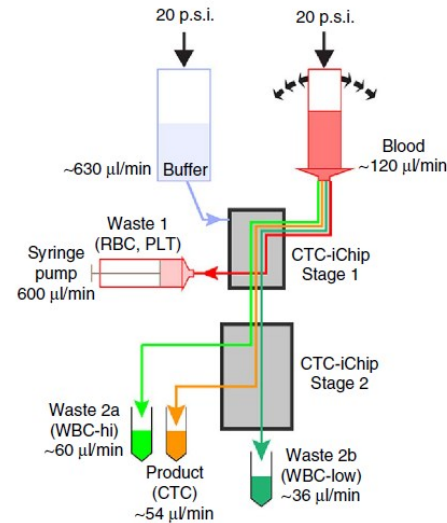 20 p.s.i.
20 p.s.i.
Blood
~120 µl/min
~630 µl/min
Buffer
Waste 1
(RBC, PLT)
Syringe
pump
600 µl/min
CTC-iChip
Stage 1
CTC-iChip
Stage 2
Waste 2a
(WBC-hi)
~60 µl/min
Product
(CTC)
~54 µl/min
Waste 2b
(WBC-low)
~36 µl/min